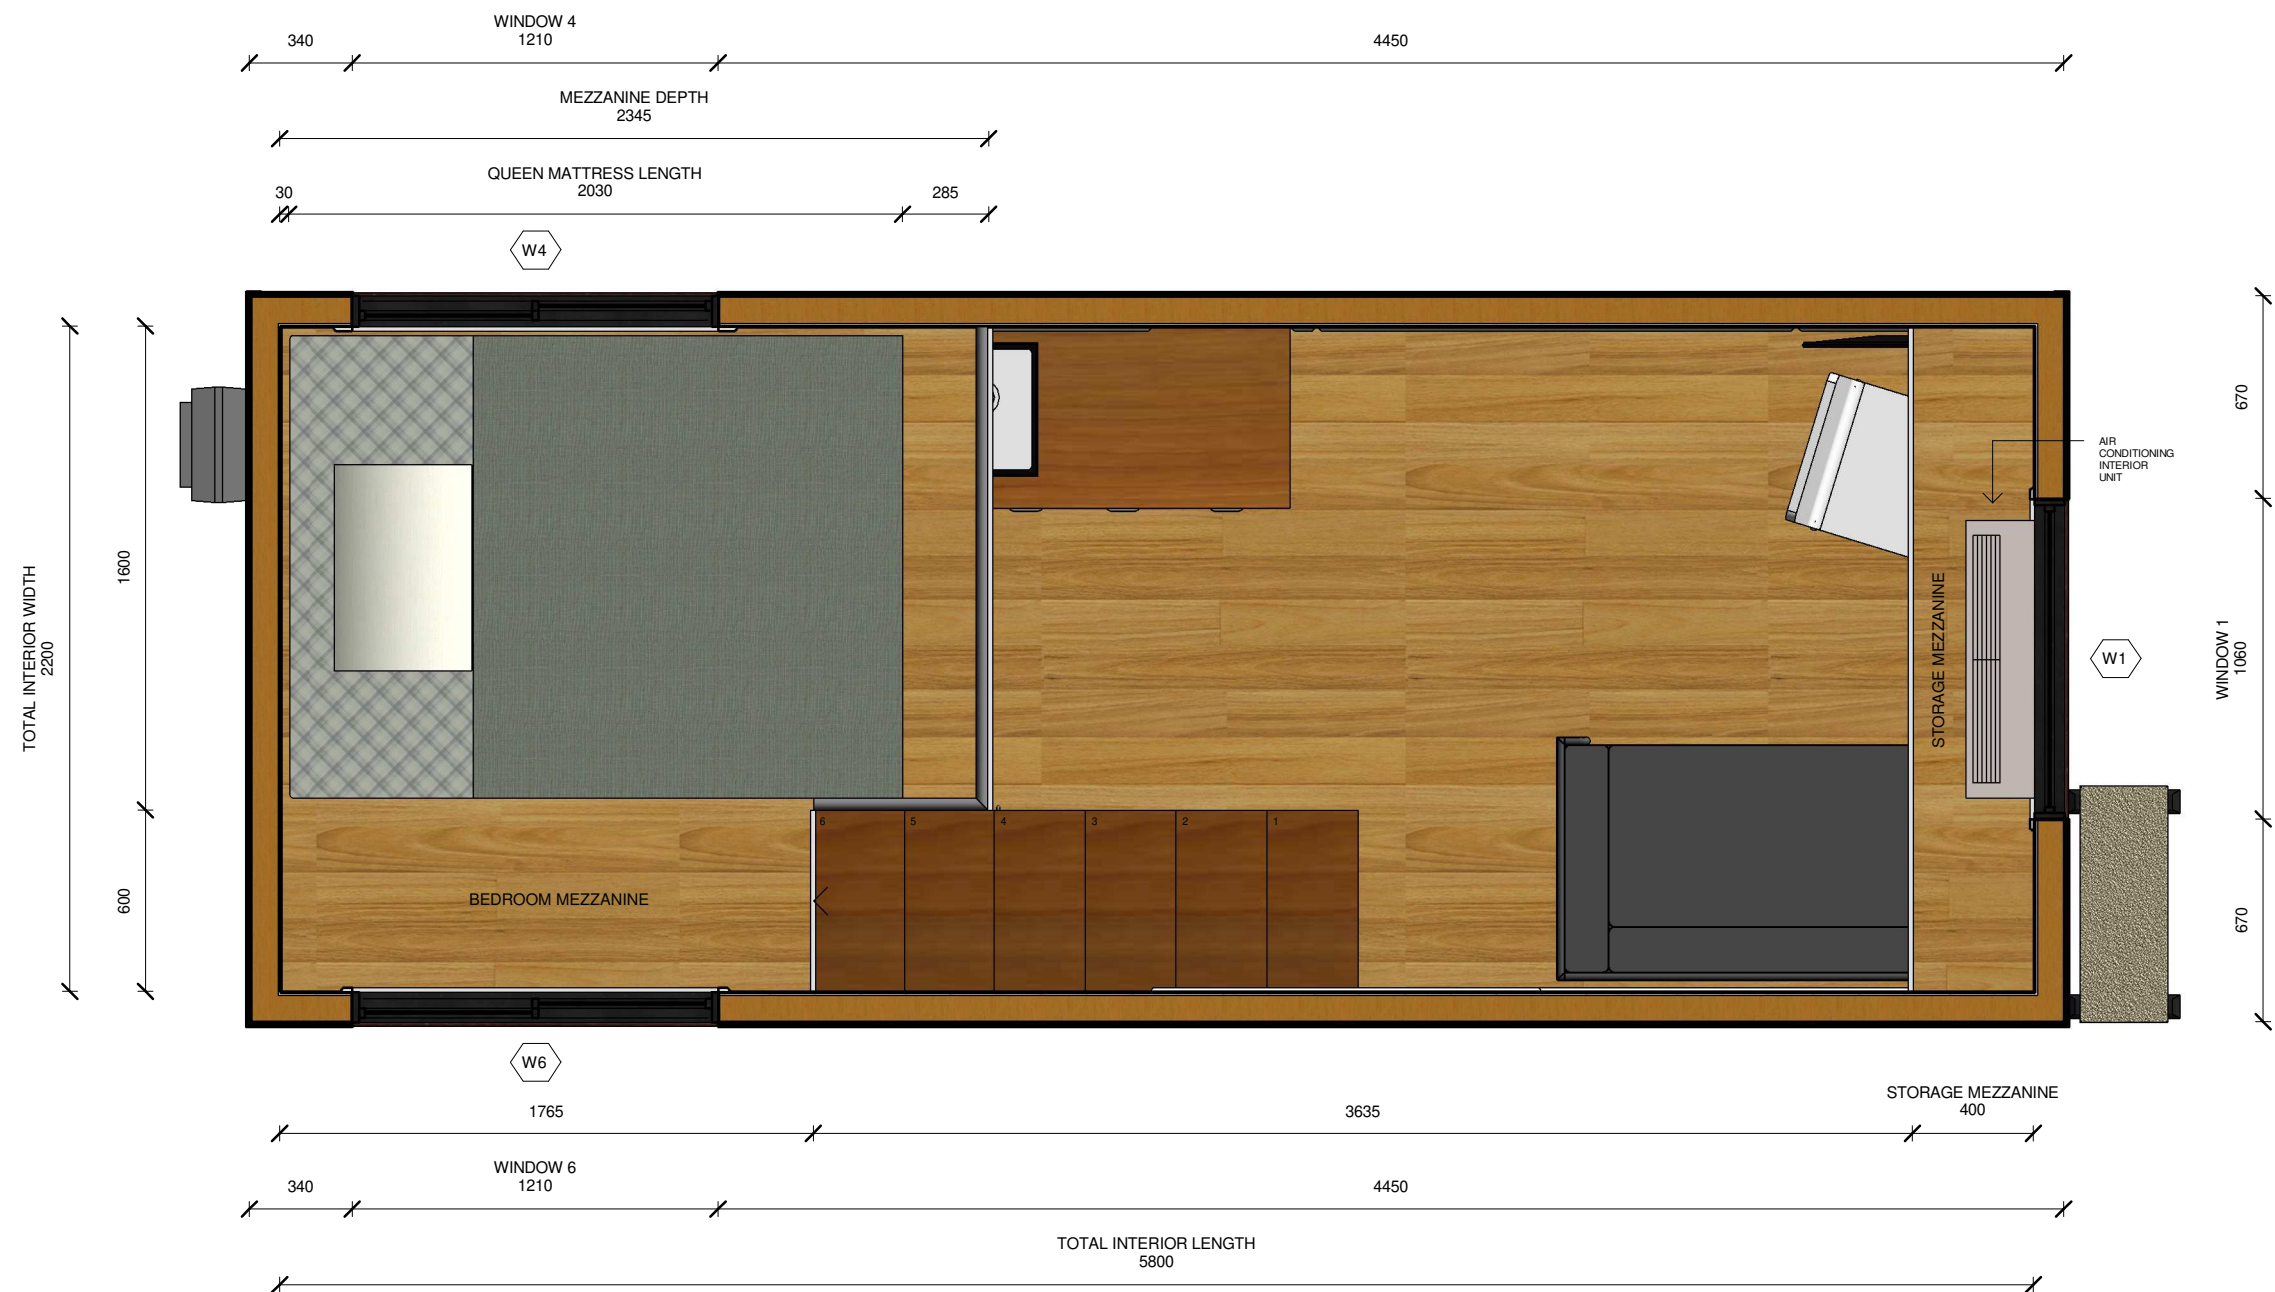 WINDOW 4
340
1210
4450
MEZZANINE DEPTH
2345
QUEEN MATTRESS LENGTH
30
2030
285
W4
TOTAL INTERIOR WIDTH
2200
1600
600
670
AIR
CONDITIONING
INTERIOR
UNIT
STORAGE MEZZANINE
W1
WINDOW 1
1060
670
6
5
4
3
2
1
BEDROOM MEZZANINE
W6
1765
3635
STORAGE MEZZANINE
400
WINDOW 6
340
1210
4450
TOTAL INTERIOR LENGTH
5800